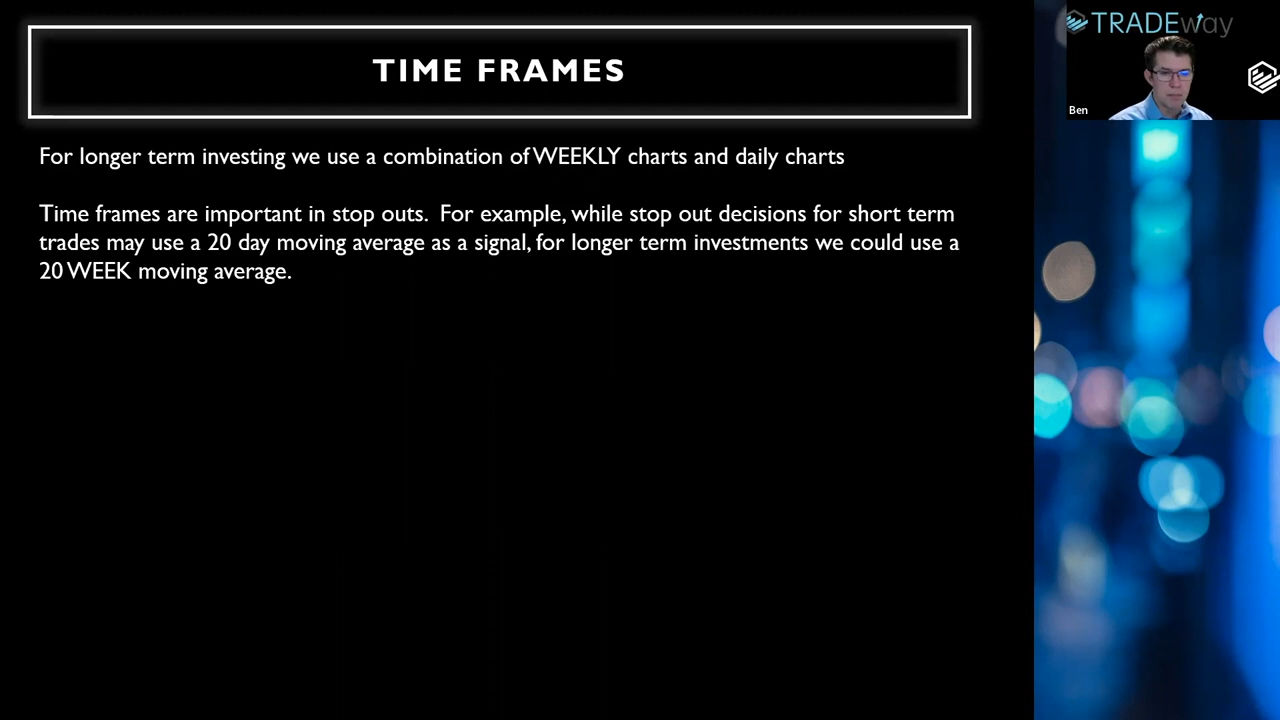 TIME FRAMES
TRADEway
Ben
For longer term investing we use a combination of WEEKLY charts and daily charts
Time frames are important in stop outs.  For example, while stop out decisions for short term
trades may use a 20 day moving average as a signal, for longer term investments we could use a
20 WEEK moving average.